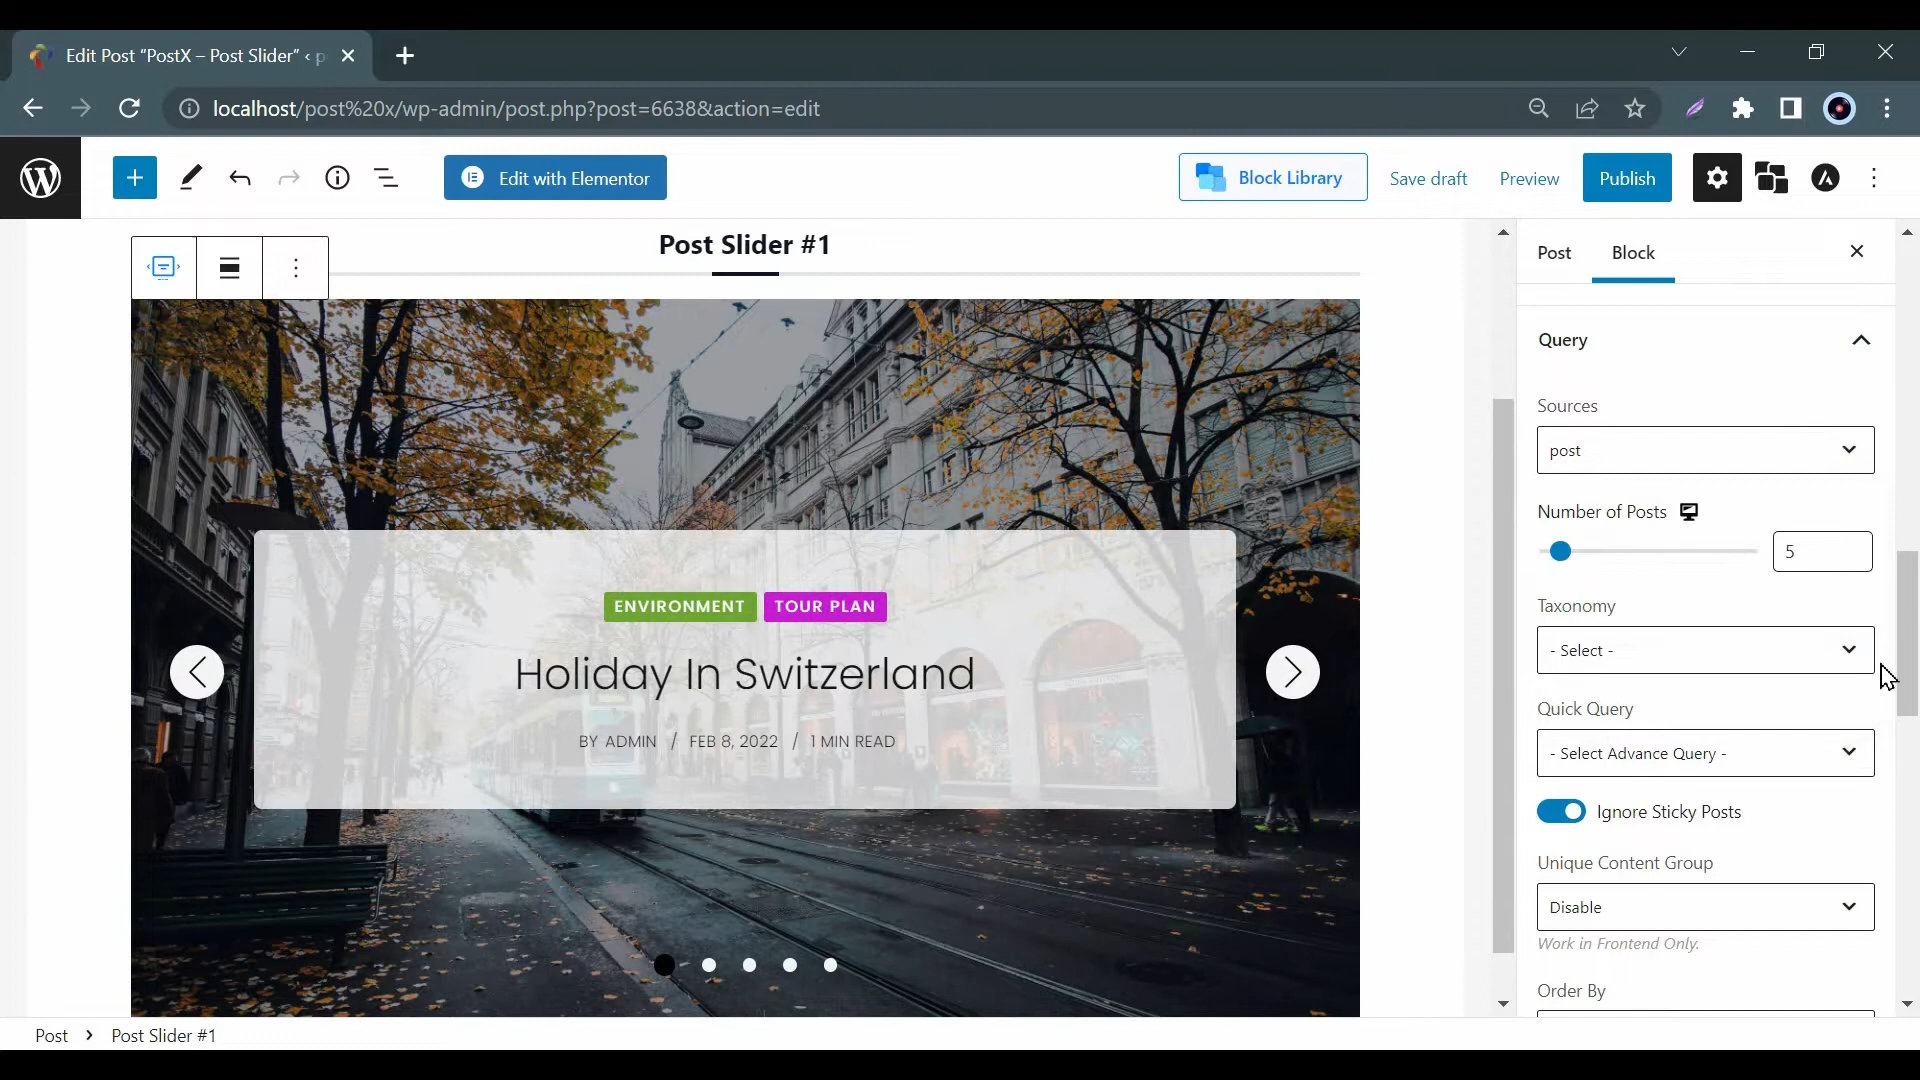 Edit Post “PostX – Post Slider” ‹ p
localhost/post%20x/wp-admin/post.php?post=6638&action=edit
Edit with Elementor
Block Library
Save draft
Preview
Publish
Post Slider #1
ENVIRONMENT TOUR PLAN
Holiday In Switzerland
BY ADMIN / FEB 8, 2022 / 1 MIN READ
Post Block
Query
Sources
post
Number of Posts
5
Taxonomy
- Select -
Quick Query
- Select Advance Query -
Ignore Sticky Posts
Unique Content Group
Disable
Work in Frontend Only.
Order By
Post › Post Slider #1